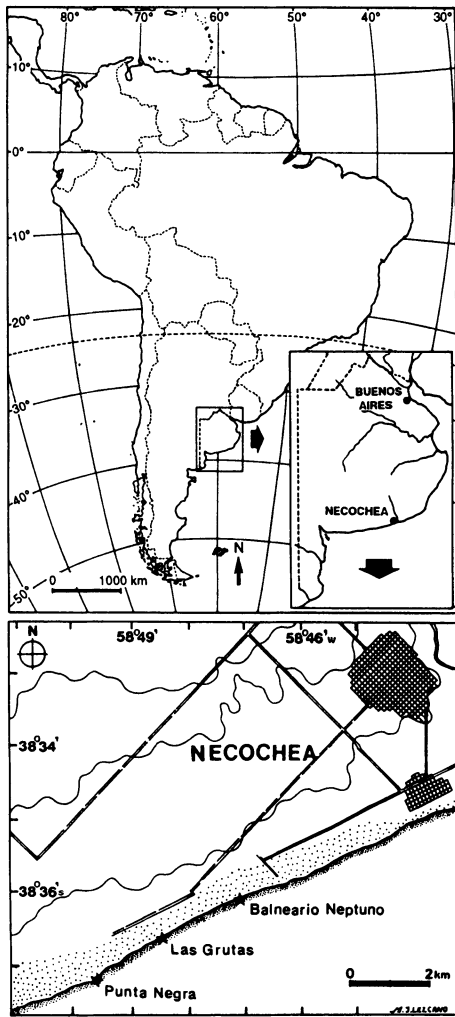 80° 70° 60° 50° 40° 30°
10°
0°
10°
20°
30°
40°
50°
BUENOS
AIRES
NECOCHEA
N
0 1000 km
N
58°49' 58°46'w
38°34'
NECOCHEA
38°36's
Balneario Neptuno
Las Grutas
Punta Negra
0 2km